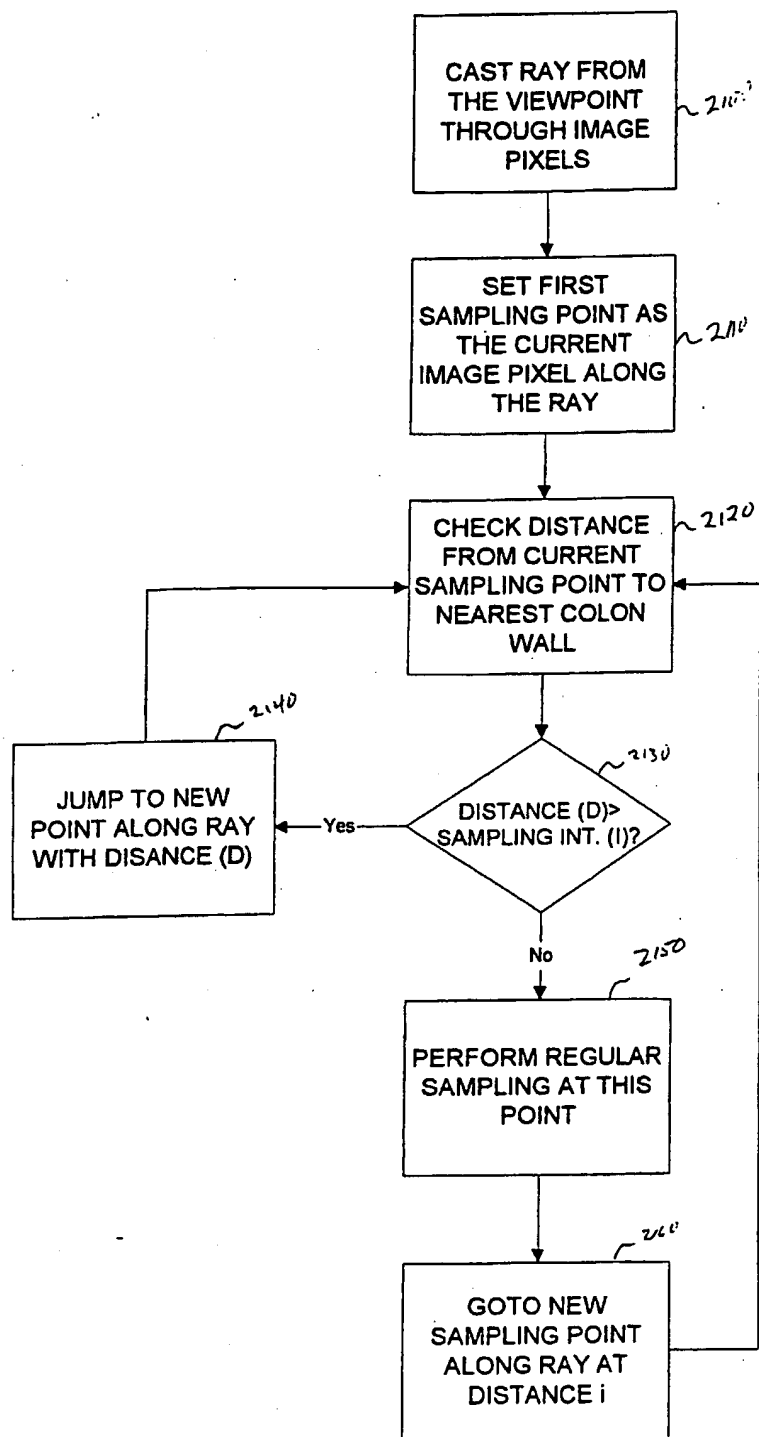 CAST RAY FROM
THE VIEWPOINT
THROUGH IMAGE
PIXELS
SET FIRST
SAMPLING POINT AS
THE CURRENT
IMAGE PIXEL ALONG
THE RAY
2110
CHECK DISTANCE
FROM CURRENT
SAMPLING POINT TO
NEAREST COLON
WALL
2120
DISTANCE (D)>
SAMPLING INT. (I)?
2130
Yes
JUMP TO NEW
POINT ALONG RAY
WITH DISANCE (D)
2140
No
PERFORM REGULAR
SAMPLING AT THIS
POINT
2150
GOTO NEW
SAMPLING POINT
ALONG RAY AT
DISTANCE i